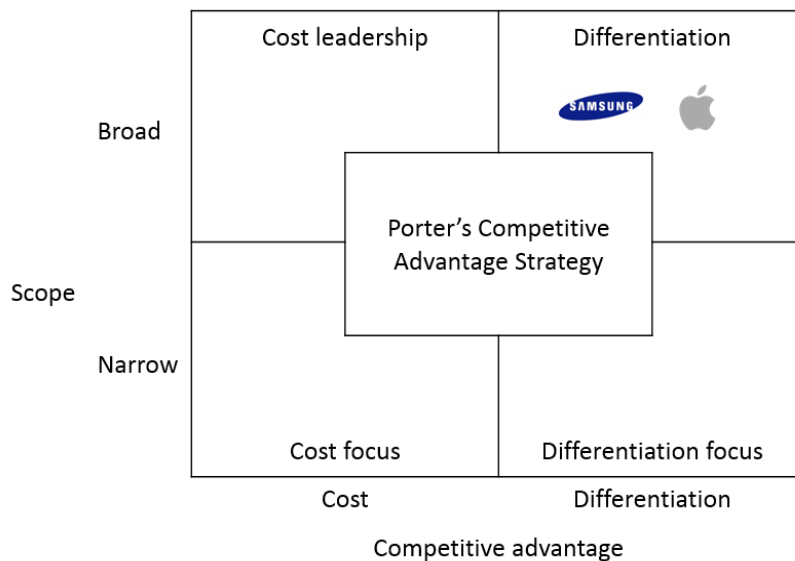 Cost leadership
Differentiation
SAMSUNG
Broad
Porter’s Competitive
Advantage Strategy
Scope
Narrow
Cost focus
Differentiation focus
Cost
Differentiation
Competitive advantage